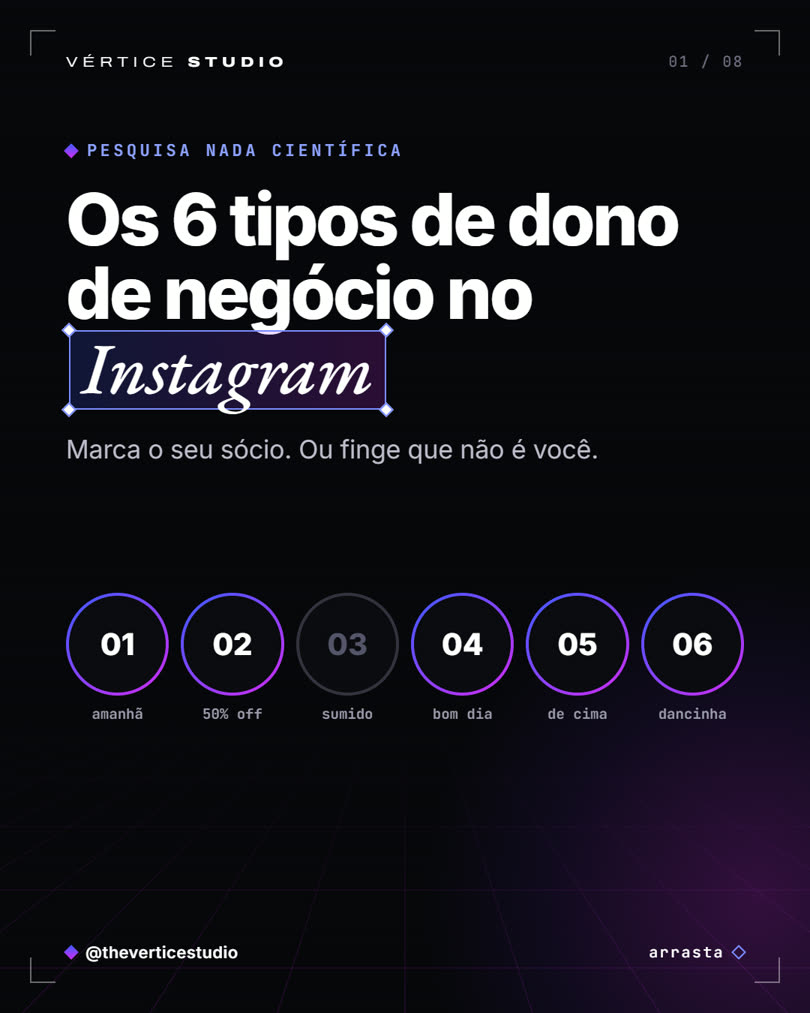 VÉRTICE STUDIO
01 / 08
PESQUISA NADA CIENTÍFICA
Os 6 tipos de dono
de negócio no
Instagram
Marca o seu sócio. Ou finge que não é você.
01 02 03 04 05 06
amanhã 50% off sumido bom dia de cima dancinha
@theverticestudio
arrasta